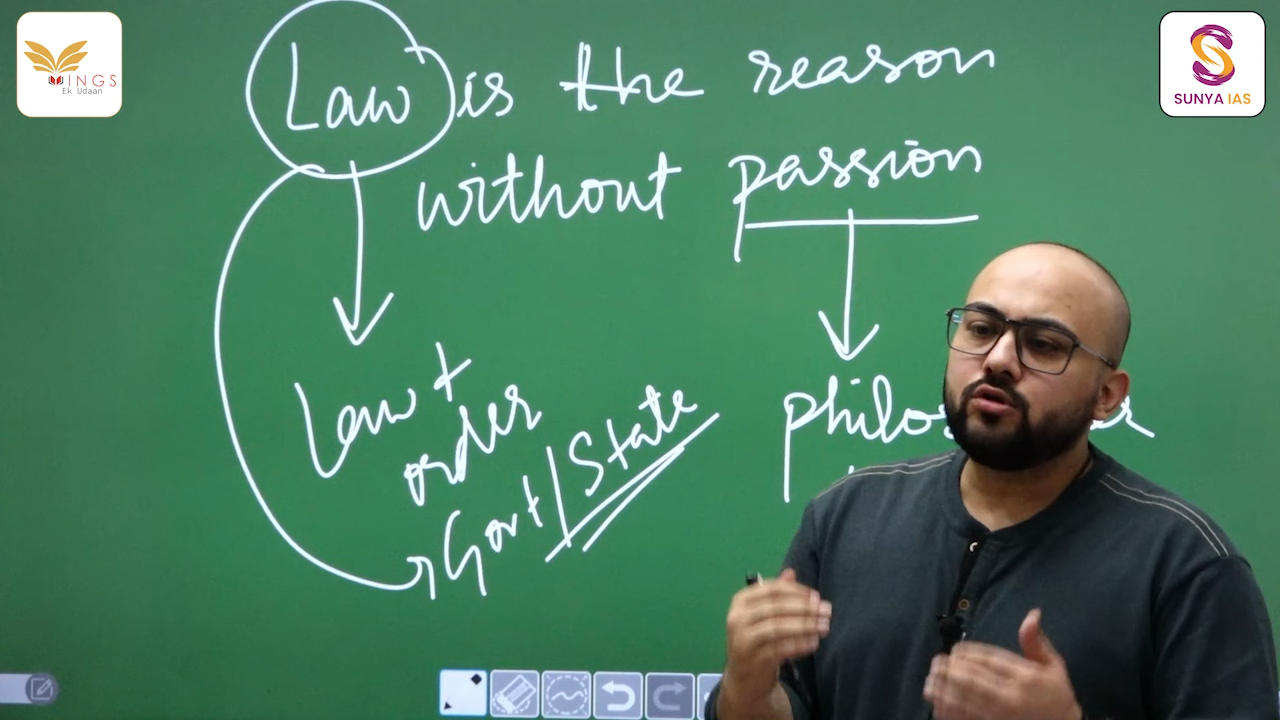 WINGS
Ek Udaan
SUNYA IAS
Law is the reason
without passion
Law +
order
Govt/State